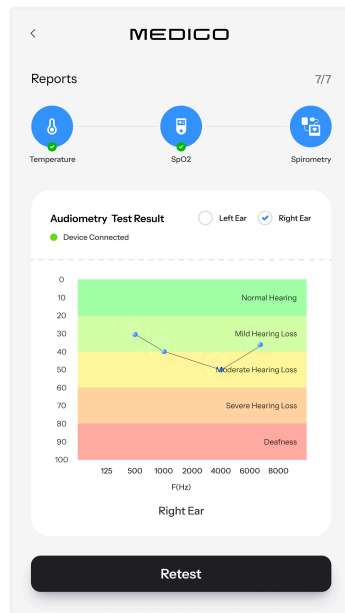 MEDIGO
Reports 7/7
Temperature SpO2 Spirometry
Audiometry Test Result Left Ear Right Ear
Device Connected
0
10 Normal Hearing
20
30 Mild Hearing Loss
40
50 Moderate Hearing Loss
60
70 Severe Hearing Loss
80
90 Deafness
100
125 500 1000 2000 4000 6000 8000
F(Hz)
Right Ear
Retest